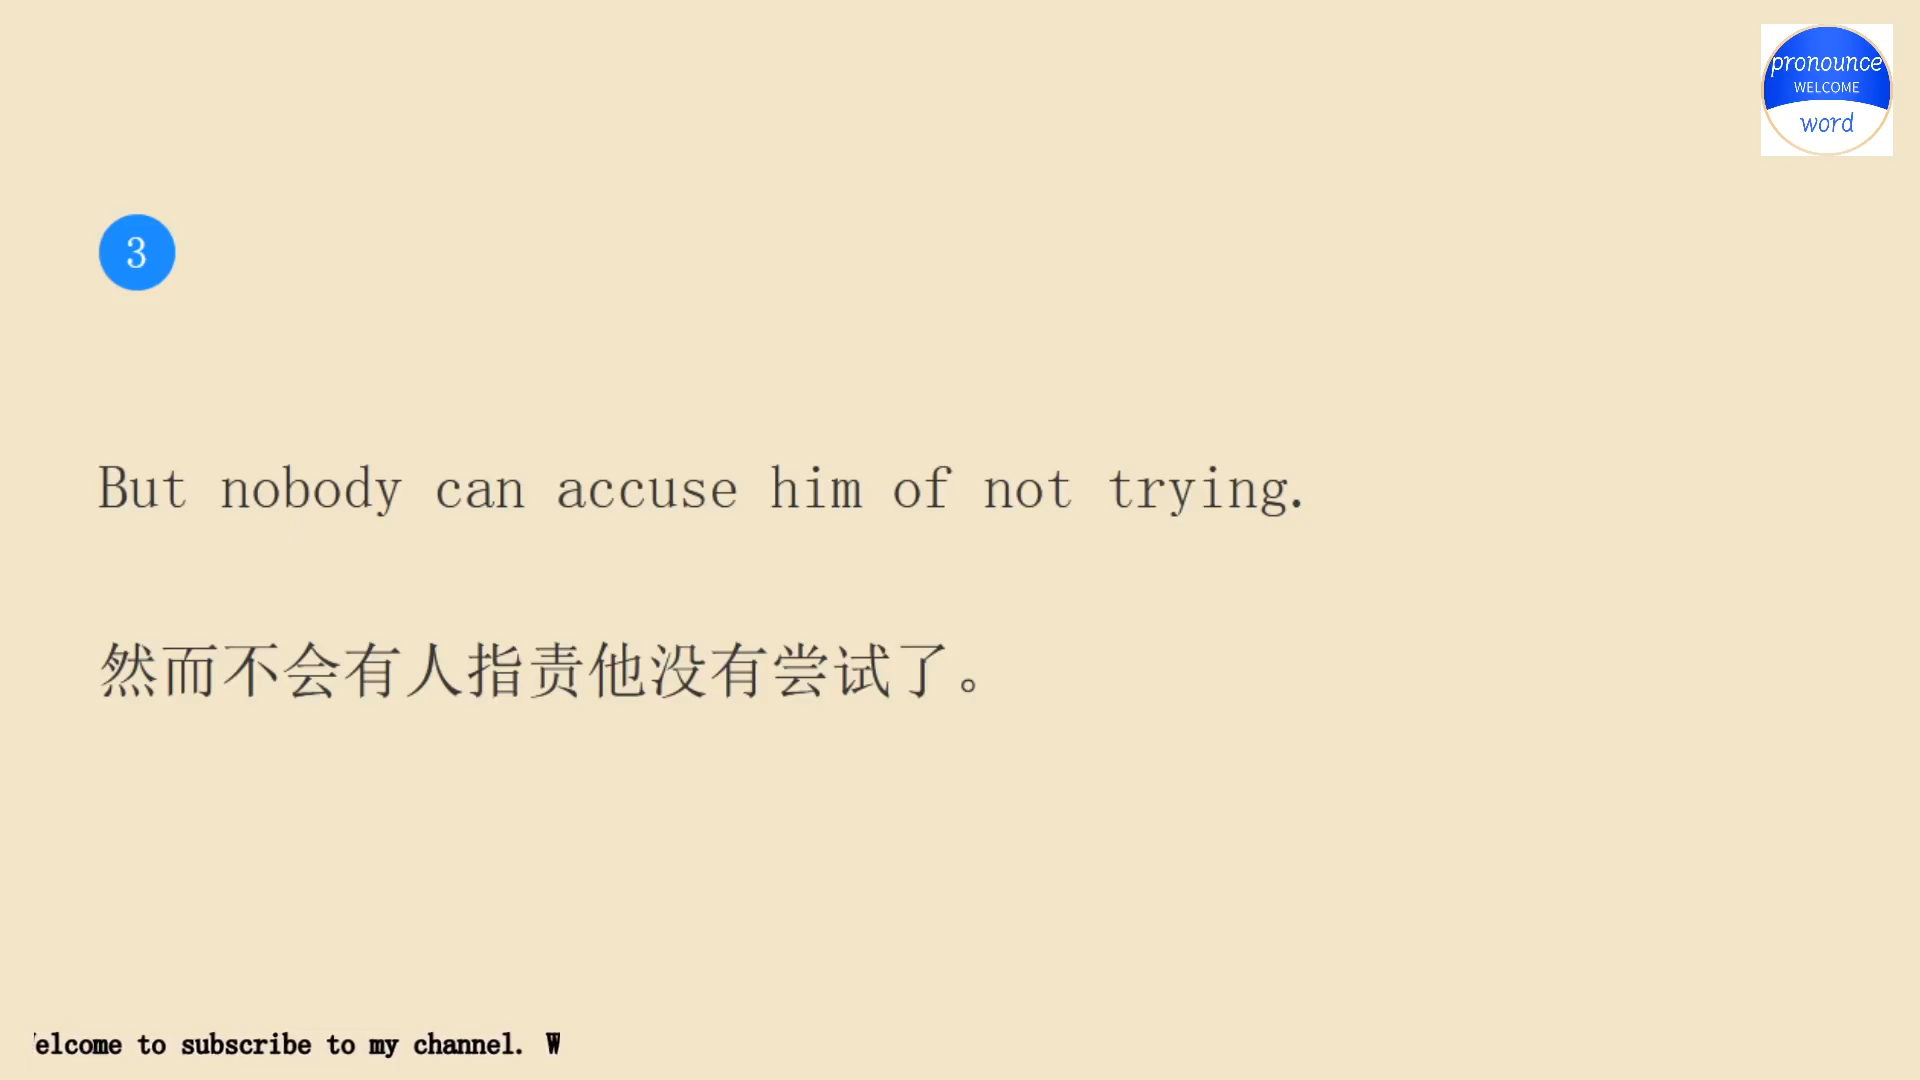 pronounce
WELCOME
word
3
But nobody can accuse him of not trying.
然而不会有人指责他没有尝试了。
elcome to subscribe to my channel. W